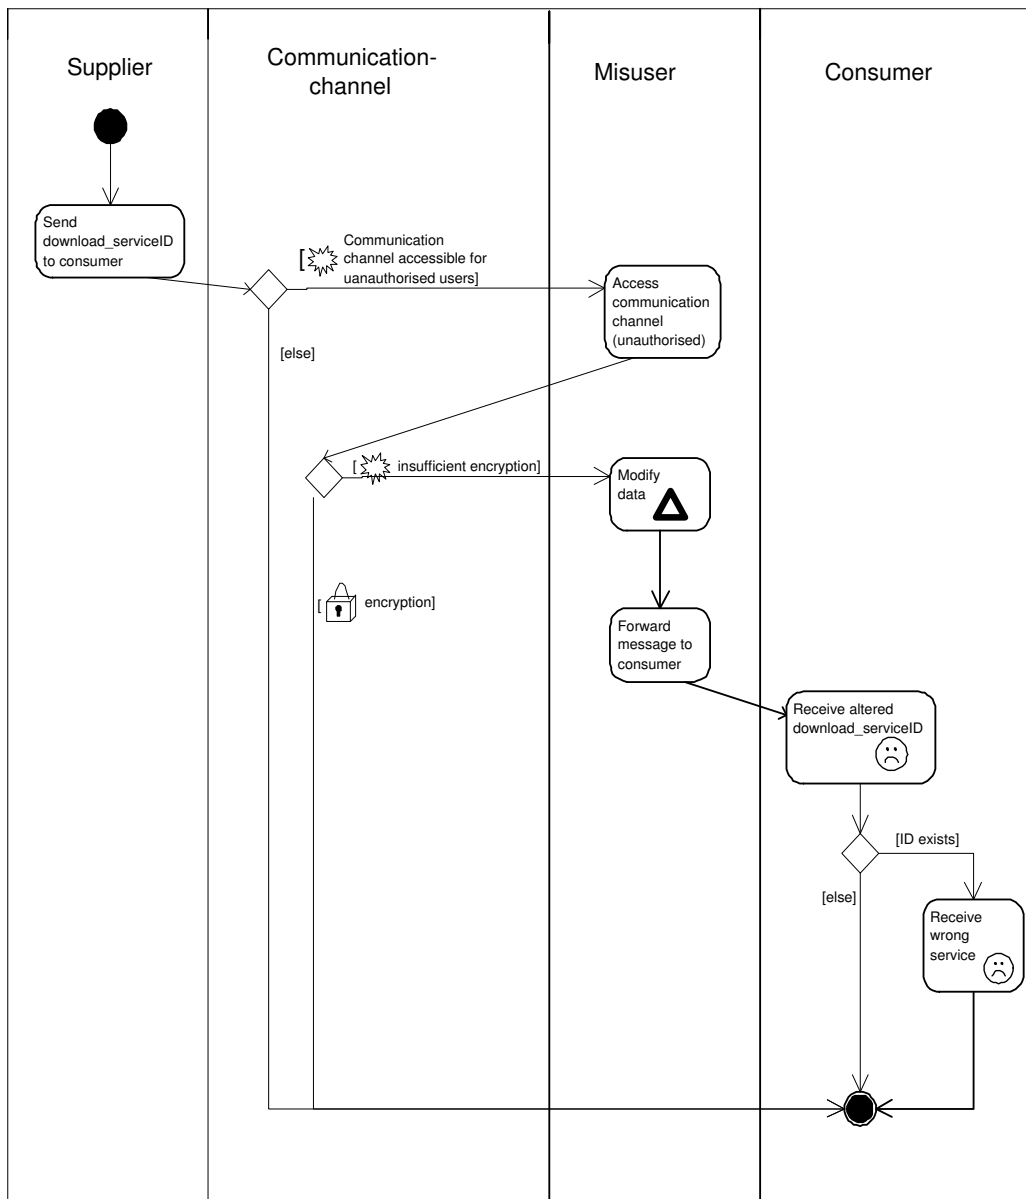 Supplier
Communication-
channel
Misuser
Consumer
Send
download_serviceID
to consumer
[ Communication
channel accessible for
uanauthorised users]
Access
communication
channel
(unauthorised)
[else]
[ insufficient encryption]
Modify
data
[ encryption]
Forward
message to
consumer
Receive altered
download_serviceID
[ID exists]
[else]
Receive
wrong
service